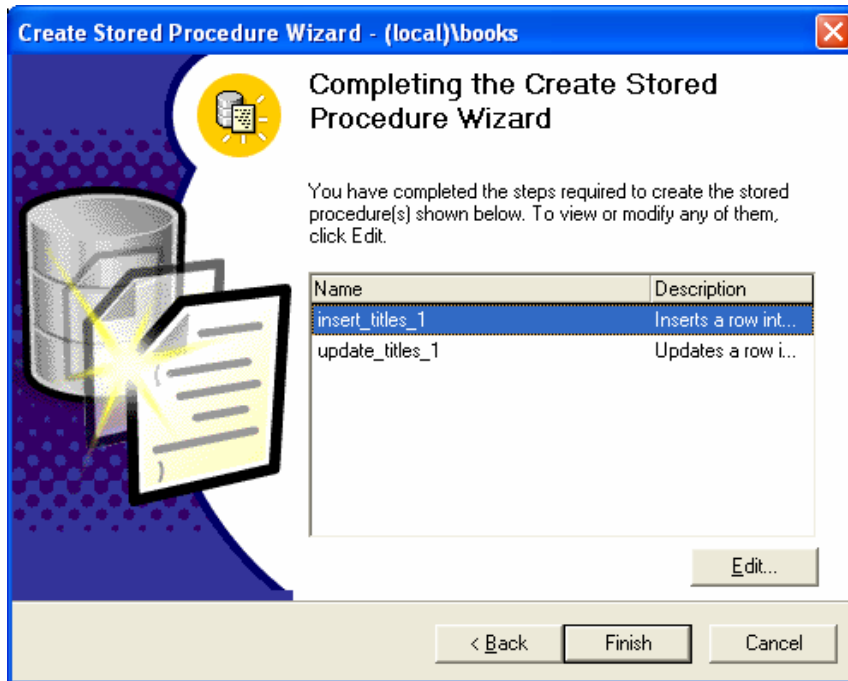 Create Stored Procedure Wizard - (local)\books
Completing the Create Stored
Procedure Wizard
You have completed the steps required to create the stored
procedure(s) shown below. To view or modify any of them,
click Edit.
Name Description
insert_titles_1 Inserts a row int...
update_titles_1 Updates a row i...
Edit...
< Back Finish Cancel